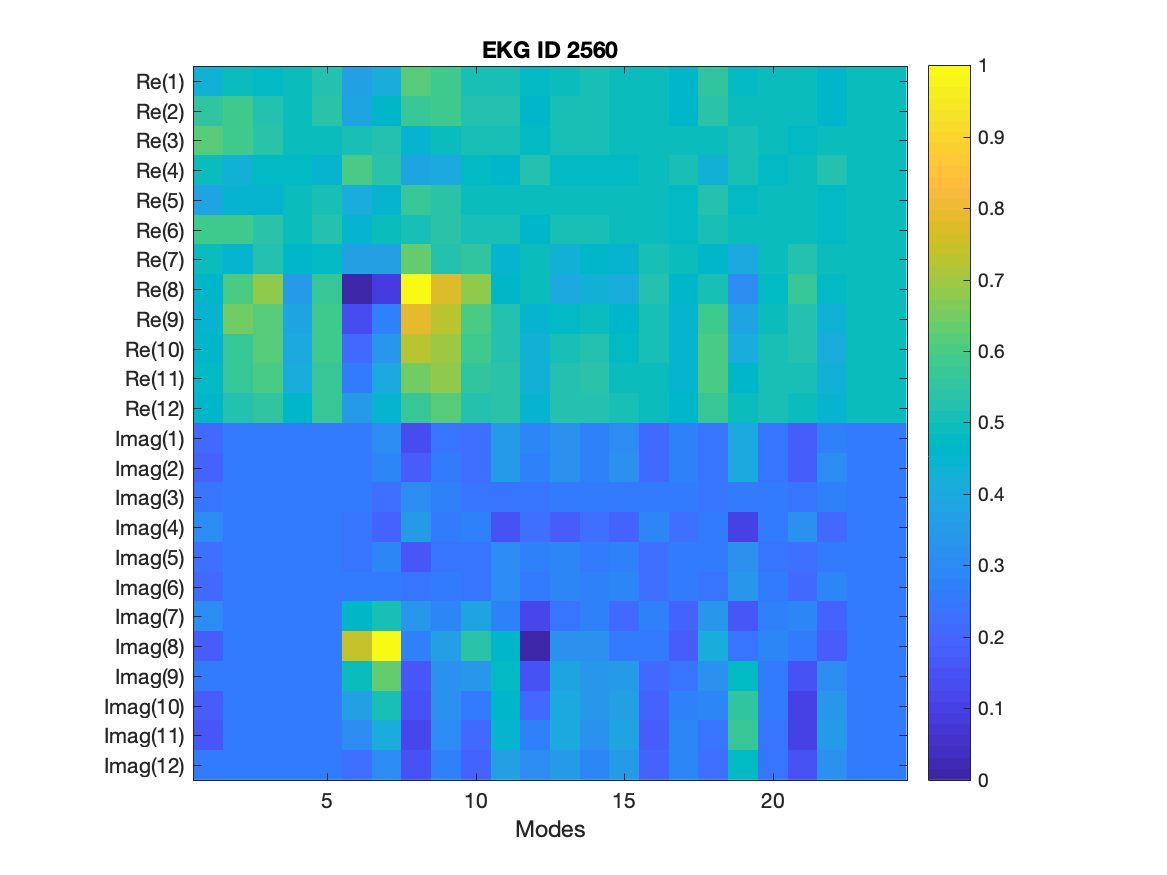 EKG ID 2560
Re(1)
Re(2)
Re(3)
Re(4)
Re(5)
Re(6)
Re(7)
Re(8)
Re(9)
Re(10)
Re(11)
Re(12)
Imag(1)
Imag(2)
Imag(3)
Imag(4)
Imag(5)
Imag(6)
Imag(7)
Imag(8)
Imag(9)
Imag(10)
Imag(11)
Imag(12)
5 10 15 20
Modes
1
0.9
0.8
0.7
0.6
0.5
0.4
0.3
0.2
0.1
0